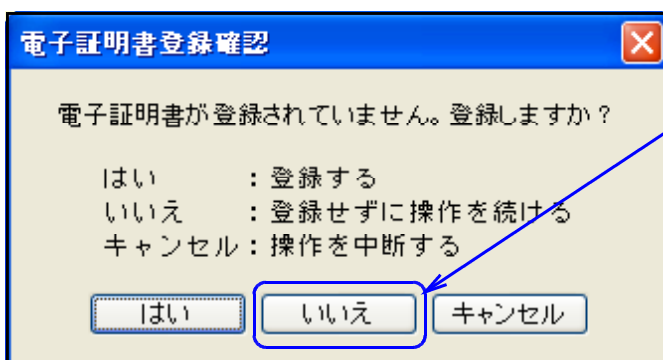 電子証明書登録確認
電子証明書が登録されていません。登録しますか?
はい :登録する
いいえ :登録せずに操作を続ける
キャンセル:操作を中断する
はい いいえ キャンセル